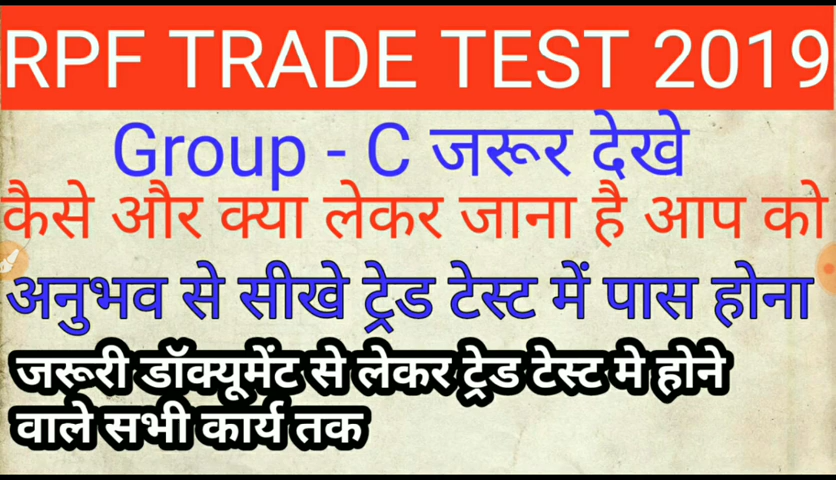 RPF TRADE TEST 2019
Group - C जरूर देखे
कैसे और क्या लेकर जाना है आप को
अनुभव से सीखे ट्रेड टेस्ट में पास होना
जरूरी डॉक्यूमेंट से लेकर ट्रेड टेस्ट मे होने
वाले सभी कार्य तक